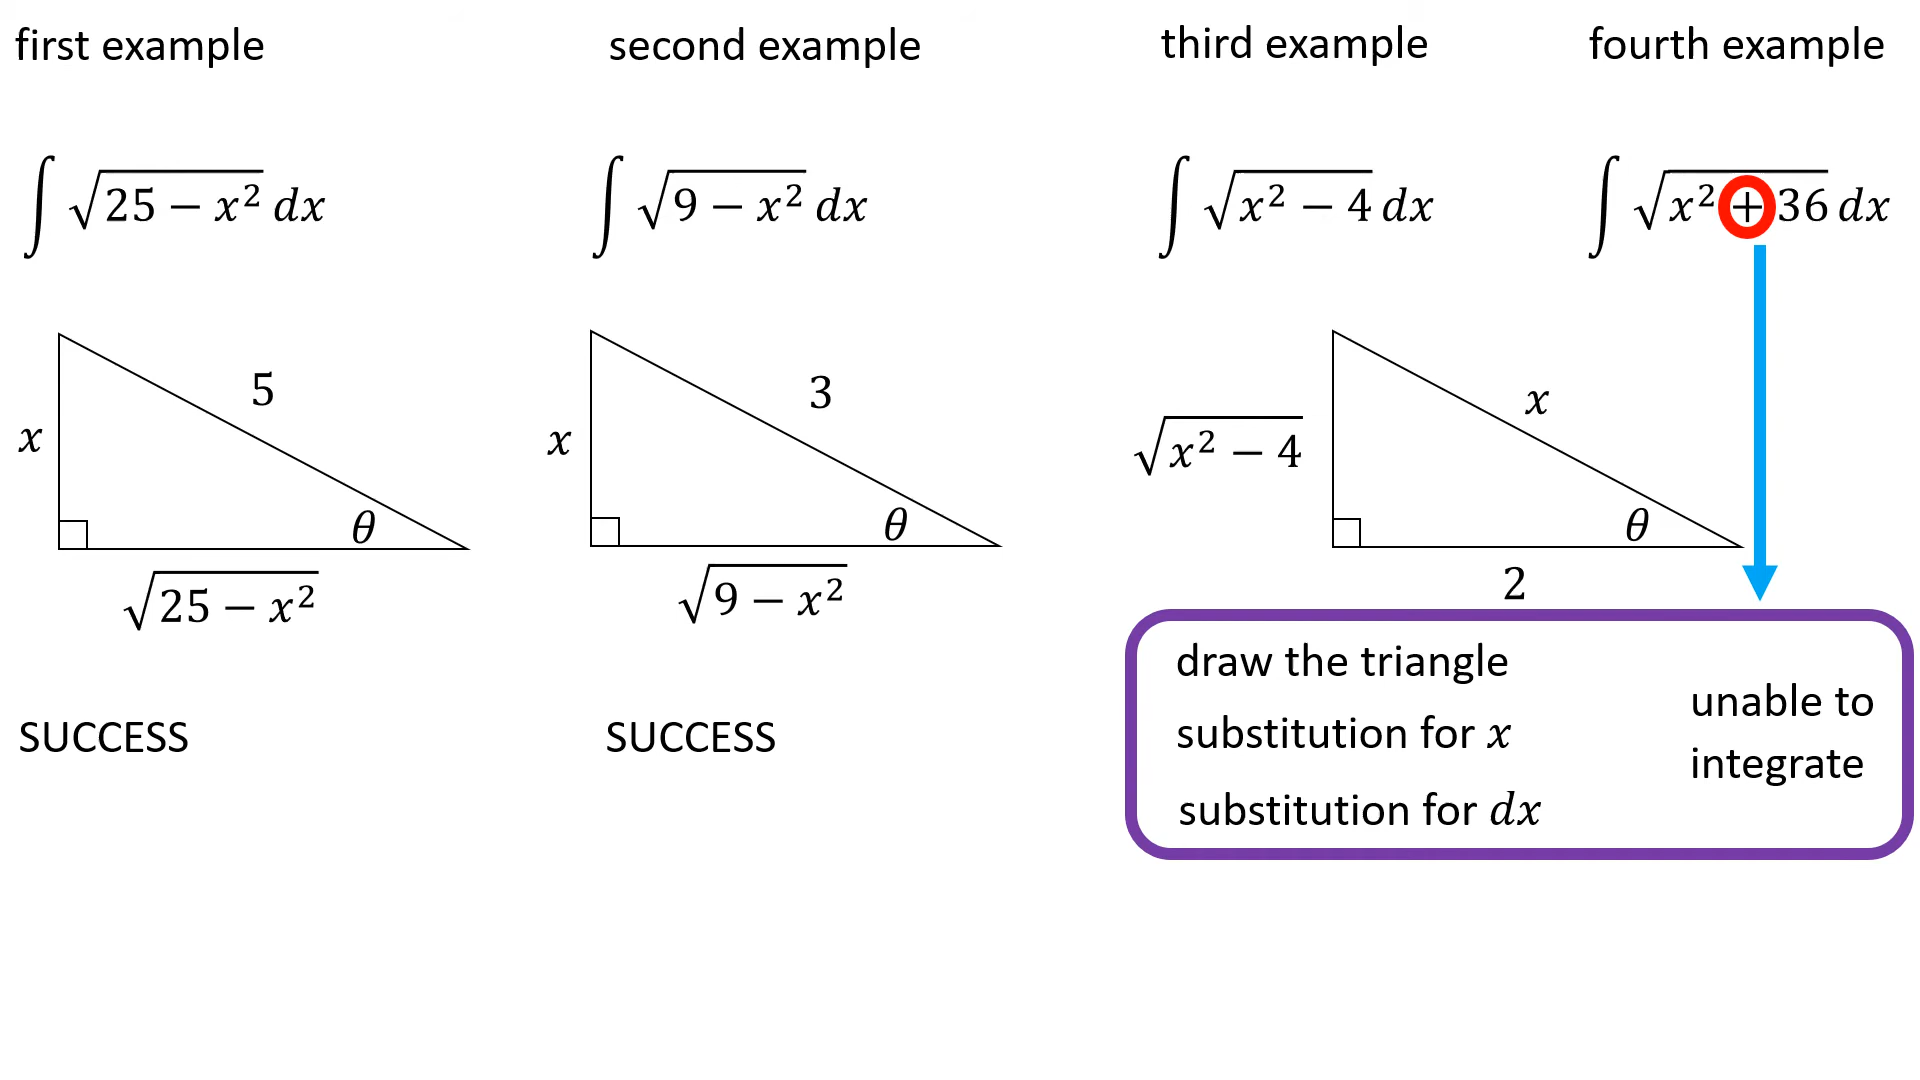 first example
second example
third example
fourth example
∫ √(25 − x²) dx
∫ √(9 − x²) dx
∫ √(x² − 4) dx
∫ √(x² + 36) dx
5
x
θ
√(25 − x²)
3
x
θ
√(9 − x²)
x
√(x² − 4)
θ
2
SUCCESS
SUCCESS
draw the triangle
substitution for x
substitution for dx
unable to
integrate